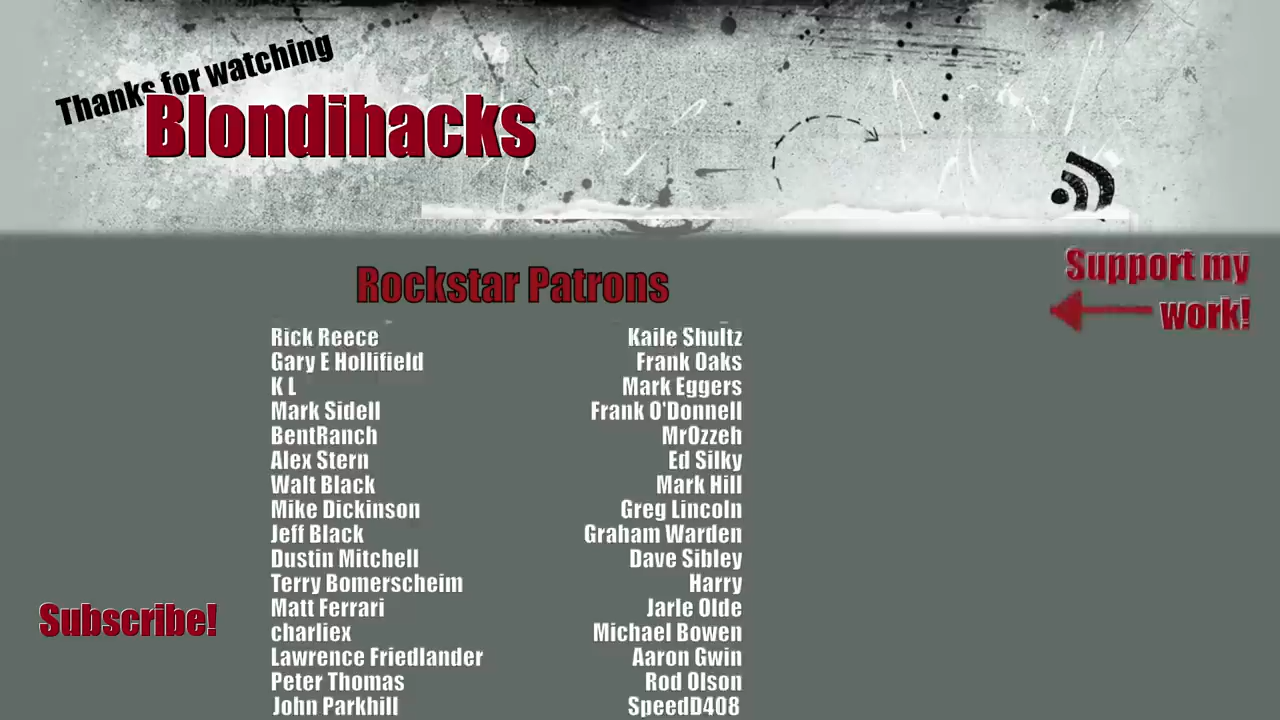 Thanks for watching
Blondihacks
Support my
work!
Rockstar Patrons
Rick Reece Kaile Shultz
Gary E Hollifield Frank Oaks
K L Mark Eggers
Mark Sidell Frank O'Donnell
BentRanch MrOzzeh
Alex Stern Ed Silky
Walt Black Mark Hill
Mike Dickinson Greg Lincoln
Jeff Black Graham Warden
Dustin Mitchell Dave Sibley
Terry Bomerscheim Harry
Matt Ferrari Jarle Olde
Subscribe!
charliex Michael Bowen
Lawrence Friedlander Aaron Gwin
Peter Thomas Rod Olson
John Parkhill SpeedD408